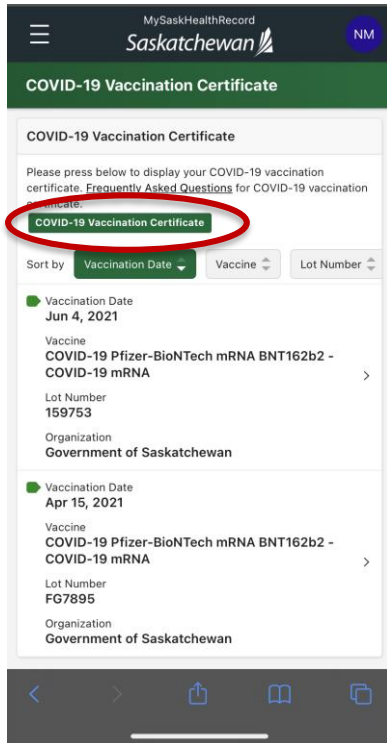 MySaskHealthRecord
Saskatchewan
NM
COVID-19 Vaccination Certificate
COVID-19 Vaccination Certificate
Please press below to display your COVID-19 vaccination
certificate. Frequently Asked Questions for COVID-19 vaccination
certificate.
COVID-19 Vaccination Certificate
Sort by Vaccination Date Vaccine Lot Number
Vaccination Date
Jun 4, 2021
Vaccine
COVID-19 Pfizer-BioNTech mRNA BNT162b2 -
COVID-19 mRNA
Lot Number
159753
Organization
Government of Saskatchewan
Vaccination Date
Apr 15, 2021
Vaccine
COVID-19 Pfizer-BioNTech mRNA BNT162b2 -
COVID-19 mRNA
Lot Number
FG7895
Organization
Government of Saskatchewan